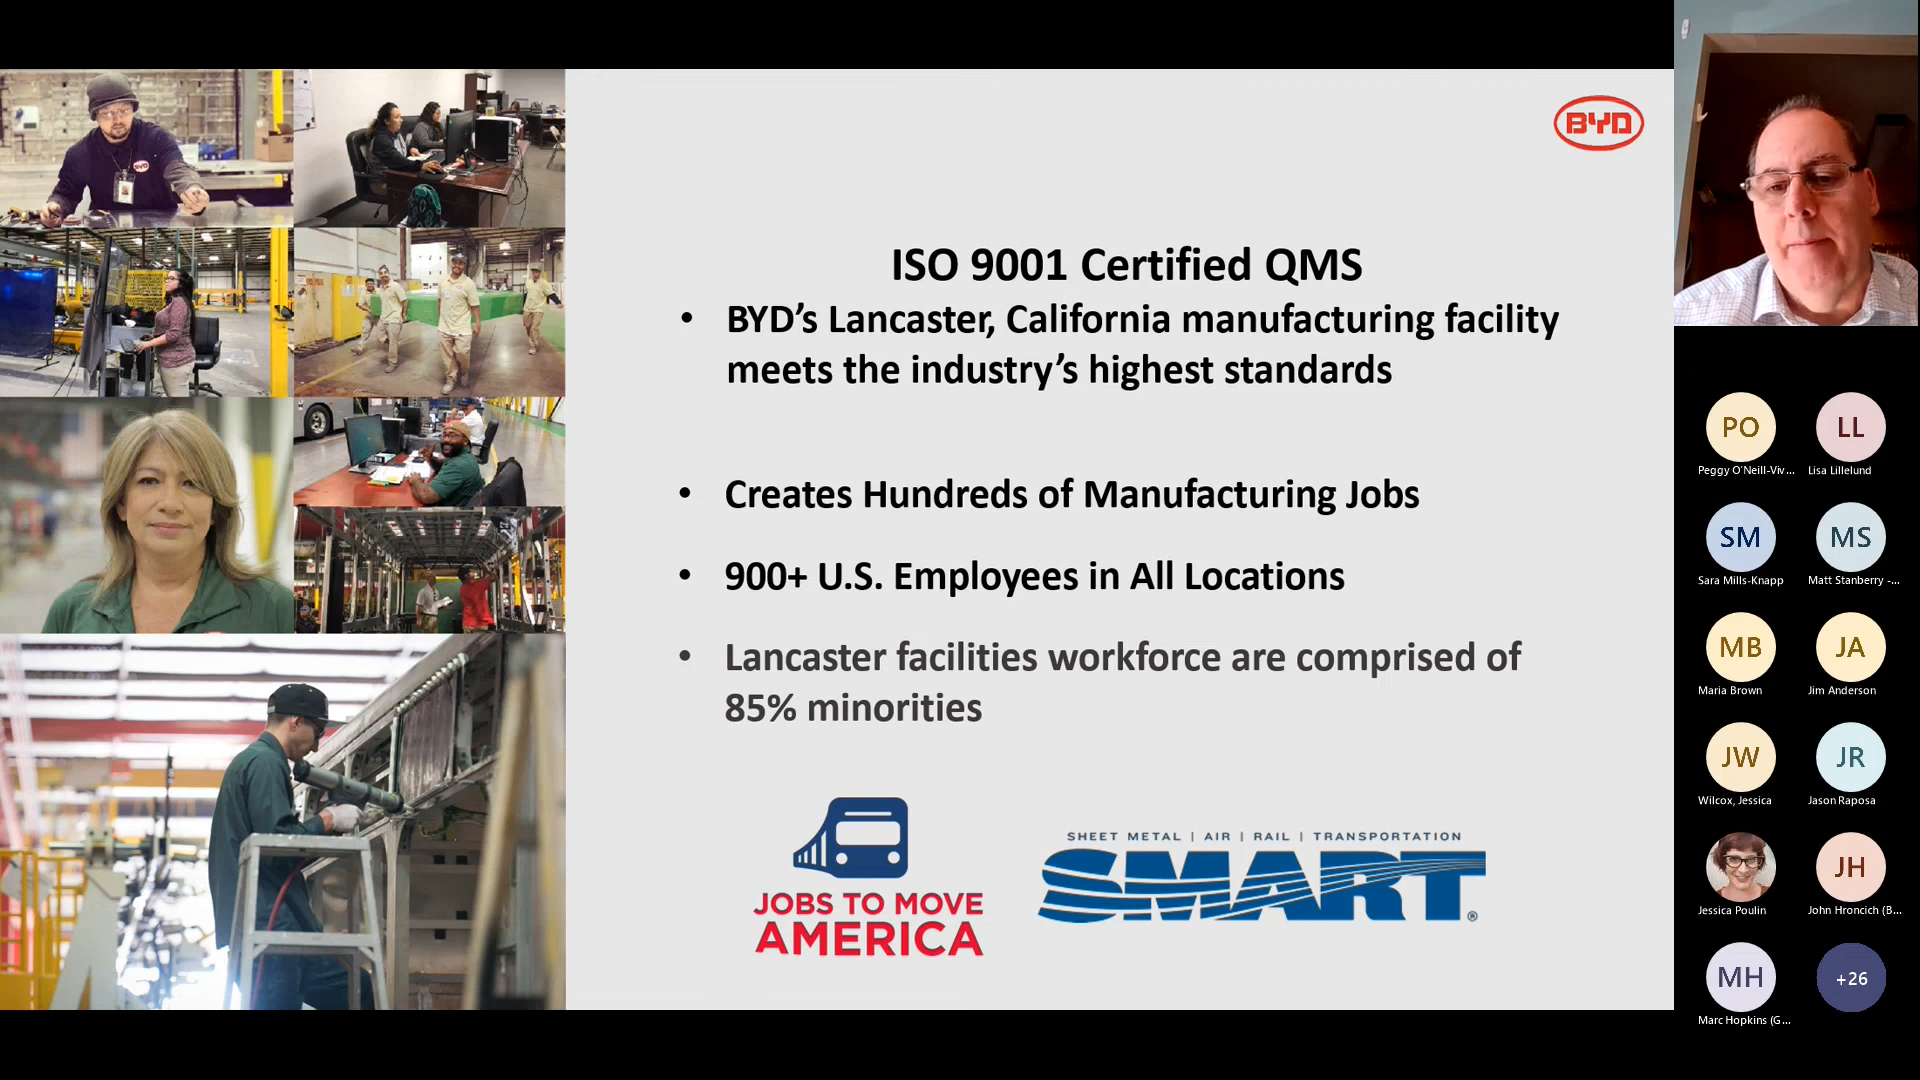 BYD
BYD
ISO 9001 Certified QMS
• BYD’s Lancaster, California manufacturing facility
meets the industry’s highest standards
• Creates Hundreds of Manufacturing Jobs
• 900+ U.S. Employees in All Locations
• Lancaster facilities workforce are comprised of
85% minorities
JOBS TO MOVE
AMERICA
SHEET METAL | AIR | RAIL | TRANSPORTATION
SMART®
PO LL
Peggy O'Neill-Viv... Lisa Lillelund
SM MS
Sara Mills-Knapp Matt Stanberry -...
MB JA
Maria Brown Jim Anderson
JW JR
Wilcox, Jessica Jason Raposa
JH
Jessica Poulin John Hroncich (B...
MH +26
Marc Hopkins (G...